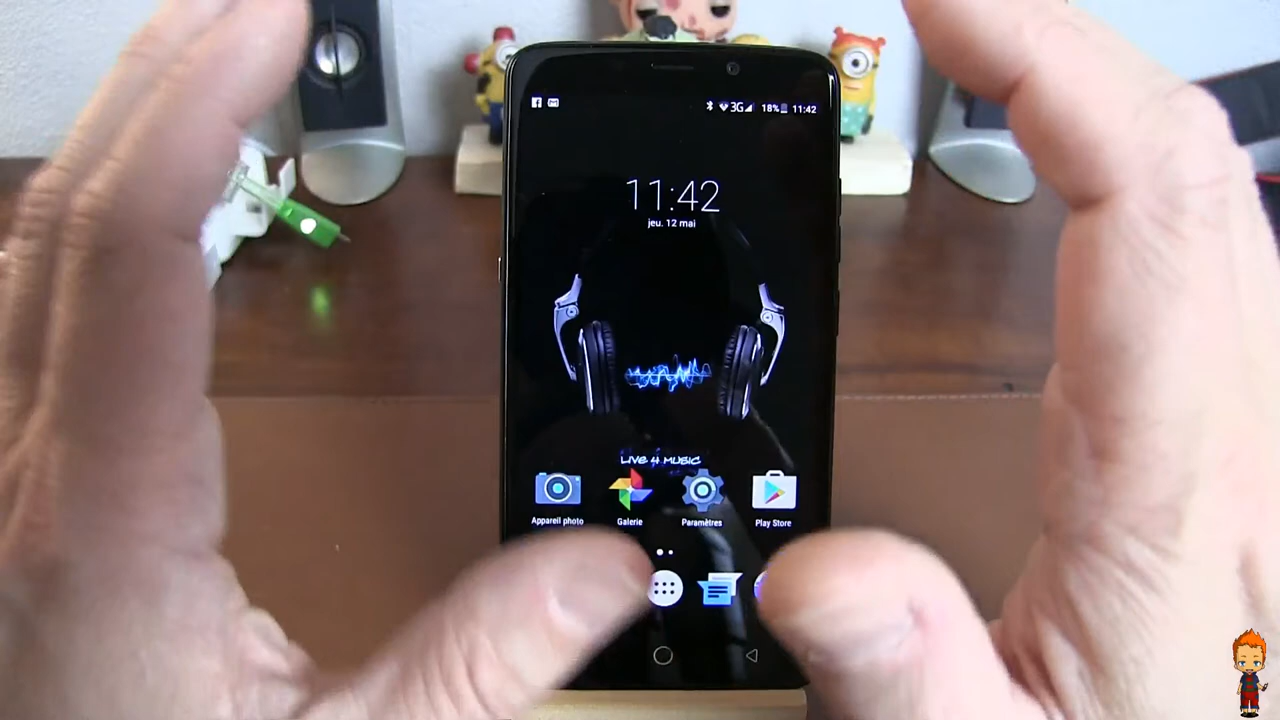 3G 18% 11:42
11:42
jeu. 12 mai
LIVE 4 MUSIC
Appareil photo Galerie Paramètres Play Store